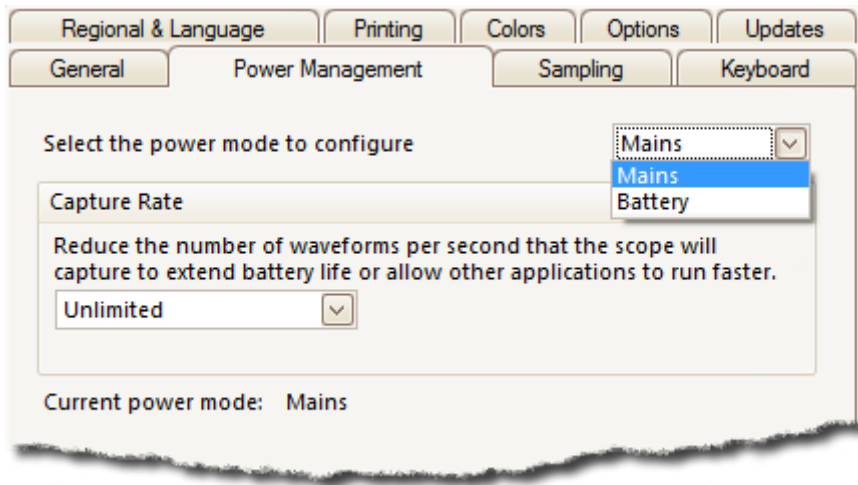 Regional & Language Printing Colors Options Updates
General Power Management Sampling Keyboard
Select the power mode to configure Mains
Mains
Battery
Capture Rate
Reduce the number of waveforms per second that the scope will
capture to extend battery life or allow other applications to run faster.
Unlimited
Current power mode: Mains